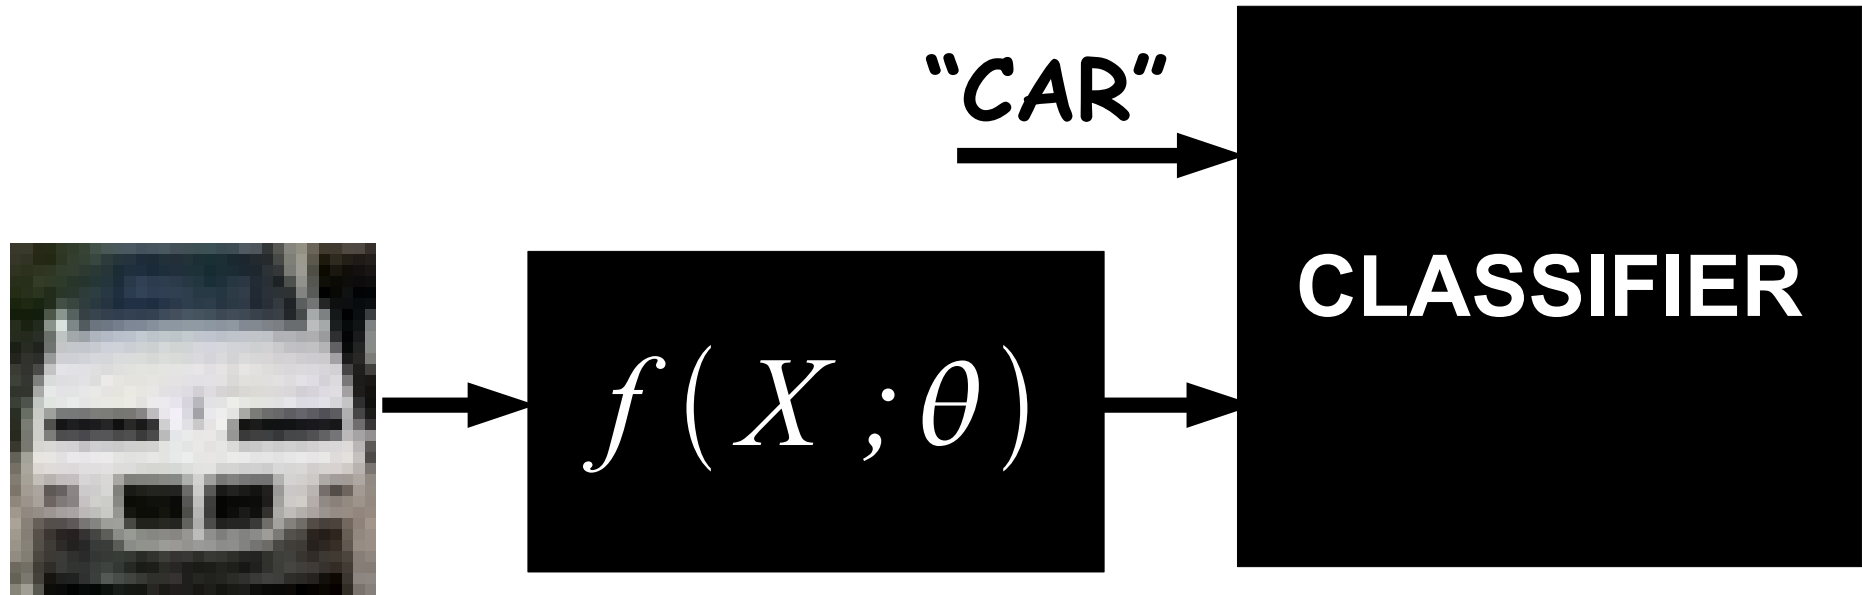 “CAR”
CLASSIFIER
f(X;θ)